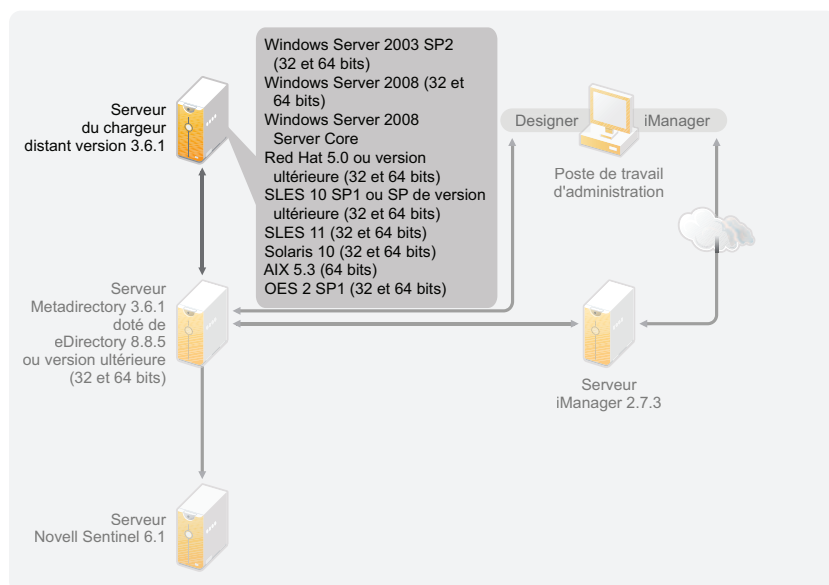 Serveur
du chargeur
distant version 3.6.1
Windows Server 2003 SP2
(32 et 64 bits)
Windows Server 2008 (32 et
64 bits)
Windows Server 2008
Server Core
Red Hat 5.0 ou version
ultérieure (32 et 64 bits)
SLES 10 SP1 ou SP de version
ultérieure (32 et 64 bits)
SLES 11 (32 et 64 bits)
Solaris 10 (32 et 64 bits)
AIX 5.3 (64 bits)
OES 2 SP1 (32 et 64 bits)
Designer
iManager
Poste de travail
d'administration
Serveur
Metadirectory 3.6.1
doté de
eDirectory 8.8.5
ou version ultérieure
(32 et 64 bits)
Serveur
iManager 2.7.3
Serveur
Novell Sentinel 6.1